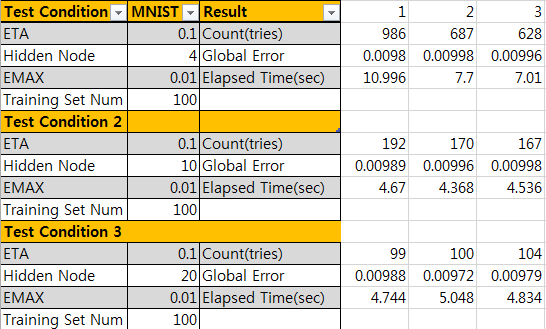 Test Condition MNIST Result 1 2 3
ETA 0.1 Count(tries) 986 687 628
Hidden Node 4 Global Error 0.0098 0.00998 0.00996
EMAX 0.01 Elapsed Time(sec) 10.996 7.7 7.01
Training Set Num 100
Test Condition 2
ETA 0.1 Count(tries) 192 170 167
Hidden Node 10 Global Error 0.00989 0.00996 0.00998
EMAX 0.01 Elapsed Time(sec) 4.67 4.368 4.536
Training Set Num 100
Test Condition 3
ETA 0.1 Count(tries) 99 100 104
Hidden Node 20 Global Error 0.00988 0.00972 0.00979
EMAX 0.01 Elapsed Time(sec) 4.744 5.048 4.834
Training Set Num 100